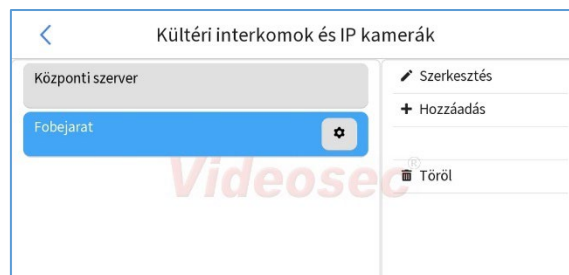 Kültéri interkomok és IP kamerák
Központi szerver
Fobejarat
Szerkesztés
Hozzáadás
Töröl
Videosec®